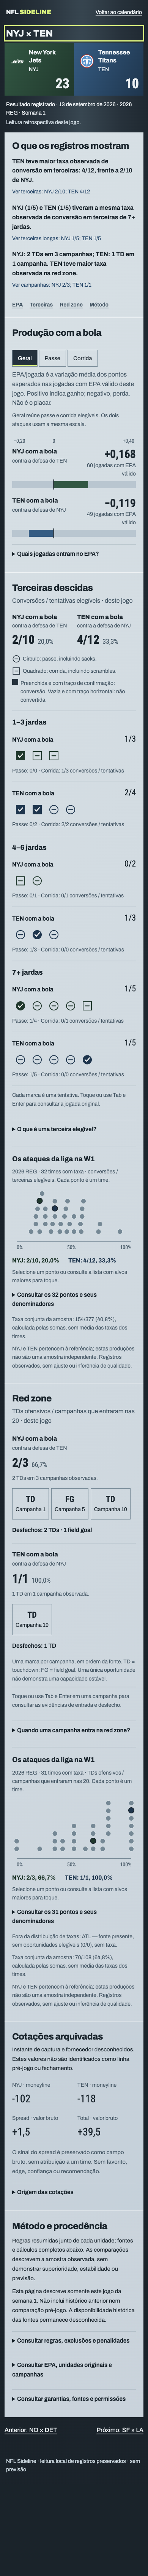 NFL SIDELINE
Voltar ao calendário
NYJ × TEN
New York
Jets
NYJ
23
Tennessee
Titans
TEN
10
Resultado registrado · 13 de setembro de 2026 · 2026
REG · Semana 1
Leitura retrospectiva deste jogo.
O que os registros mostram
TEN teve maior taxa observada de
conversão em terceiras: 4/12, frente a 2/10
de NYJ.
Ver terceiras: NYJ 2/10; TEN 4/12
NYJ (1/5) e TEN (1/5) tiveram a mesma taxa
observada de conversão em terceiras de 7+
jardas.
Ver terceiras longas: NYJ 1/5; TEN 1/5
NYJ: 2 TDs em 3 campanhas; TEN: 1 TD em
1 campanha. TEN teve maior taxa
observada na red zone.
Ver campanhas: NYJ 2/3; TEN 1/1
EPA
Terceiras
Red zone
Método
Produção com a bola
Geral
Passe
Corrida
EPA/jogada é a variação média dos pontos
esperados nas jogadas com EPA válido
deste jogo. Positivo indica ganho; negativo, perda.
Não é o placar.
Geral reúne passe e corrida elegíveis. Os dois
ataques usam a mesma escala.
−0,20
0
+0,40
NYJ com a bola
contra a defesa de TEN
+0,168
60 jogadas com EPA
válido
TEN com a bola
contra a defesa de NYJ
−0,119
49 jogadas com EPA
válido
Quais jogadas entram no EPA?
Terceiras descidas
Conversões / tentativas elegíveis · deste jogo
NYJ com a bola
contra a defesa de TEN
2/10 20,0%
TEN com a bola
contra a defesa de NYJ
4/12 33,3%
Círculo: passe, incluindo sacks.
Quadrado: corrida, incluindo scrambles.
Preenchida e com traço de confirmação:
conversão. Vazia e com traço horizontal: não
convertida.
1–3 jardas
NYJ com a bola
1/3
Passe: 0/0 · Corrida: 1/3 conversões / tentativas
TEN com a bola
2/4
Passe: 0/2 · Corrida: 2/2 conversões / tentativas
4–6 jardas
NYJ com a bola
0/2
Passe: 0/1 · Corrida: 0/1 conversões / tentativas
TEN com a bola
1/3
Passe: 1/3 · Corrida: 0/0 conversões / tentativas
7+ jardas
NYJ com a bola
1/5
Passe: 1/4 · Corrida: 0/1 conversões / tentativas
TEN com a bola
1/5
Passe: 1/5 · Corrida: 0/0 conversões / tentativas
Cada marca é uma tentativa. Toque ou use Tab e
Enter para consultar a jogada original.
O que é uma terceira elegível?
Os ataques da liga na W1
2026 REG · 32 times com taxa · conversões /
terceiras elegíveis. Cada ponto é um time.
0%
50%
100%
NYJ: 2/10, 20,0%
TEN: 4/12, 33,3%
Selecione um ponto ou consulte a lista com alvos
maiores para toque.
Consultar os 32 pontos e seus
denominadores
Taxa conjunta da amostra: 154/377 (40,8%),
calculada pelas somas, sem média das taxas dos
times.
NYJ e TEN pertencem à referência; estas produções
não são uma amostra independente. Registros
observados, sem ajuste ou inferência de qualidade.
Red zone
TDs ofensivos / campanhas que entraram nas
20 · deste jogo
NYJ com a bola
contra a defesa de TEN
2/3 66,7%
2 TDs em 3 campanhas observadas.
TD
Campanha 1
FG
Campanha 5
TD
Campanha 10
Desfechos: 2 TDs · 1 field goal
TEN com a bola
contra a defesa de NYJ
1/1 100,0%
1 TD em 1 campanha observada.
TD
Campanha 19
Desfechos: 1 TD
Uma marca por campanha, em ordem da fonte. TD =
touchdown; FG = field goal. Uma única oportunidade
não demonstra uma capacidade estável.
Toque ou use Tab e Enter em uma campanha para
consultar as evidências de entrada e desfecho.
Quando uma campanha entra na red zone?
Os ataques da liga na W1
2026 REG · 31 times com taxa · TDs ofensivos /
campanhas que entraram nas 20. Cada ponto é um
time.
0%
50%
100%
NYJ: 2/3, 66,7%
TEN: 1/1, 100,0%
Selecione um ponto ou consulte a lista com alvos
maiores para toque.
Consultar os 31 pontos e seus
denominadores
Fora da distribuição de taxas: ATL — fonte presente,
sem oportunidades elegíveis (0/0), sem taxa.
Taxa conjunta da amostra: 70/108 (64,8%),
calculada pelas somas, sem média das taxas dos
times.
NYJ e TEN pertencem à referência; estas produções
não são uma amostra independente. Registros
observados, sem ajuste ou inferência de qualidade.
Cotações arquivadas
Instante de captura e fornecedor desconhecidos.
Estes valores não são identificados como linha
pré-jogo ou fechamento.
NYJ · moneyline
-102
TEN · moneyline
-118
Spread · valor bruto
+1,5
Total · valor bruto
+39,5
O sinal do spread é preservado como campo
bruto, sem atribuição a um time. Sem favorito,
edge, confiança ou recomendação.
Origem das cotações
Método e procedência
Regras resumidas junto de cada unidade; fontes
e cálculo completos abaixo. As comparações
descrevem a amostra observada, sem
demonstrar superioridade, estabilidade ou
previsão.
Esta página descreve somente este jogo da
semana 1. Não inclui histórico anterior nem
comparação pré-jogo. A disponibilidade histórica
das fontes permanece desconhecida.
Consultar regras, exclusões e penalidades
Consultar EPA, unidades originais e
campanhas
Consultar garantias, fontes e permissões
Anterior: NO × DET
Próximo: SF × LA
NFL Sideline · leitura local de registros preservados · sem
previsão